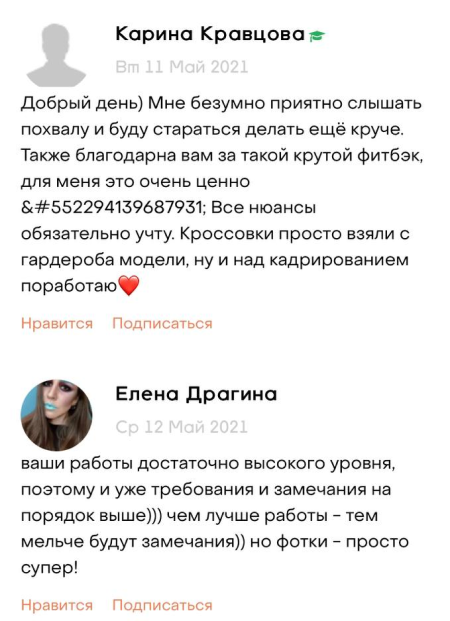 Карина Кравцова
Вт 11 Май 2021
Добрый день) Мне безумно приятно слышать
похвалу и буду стараться делать ещё круче.
Также благодарна вам за такой крутой фитбэк,
для меня это очень ценно
&#552294139687931; Все нюансы
обязательно учту. Кроссовки просто взяли с
гардероба модели, ну и над кадрированием
поработаю❤️
Нравится Подписаться
Елена Драгина
Ср 12 Май 2021
ваши работы достаточно высокого уровня,
поэтому и уже требования и замечания на
порядок выше))) чем лучше работы - тем
мельче будут замечания)) но фотки - просто
супер!
Нравится Подписаться